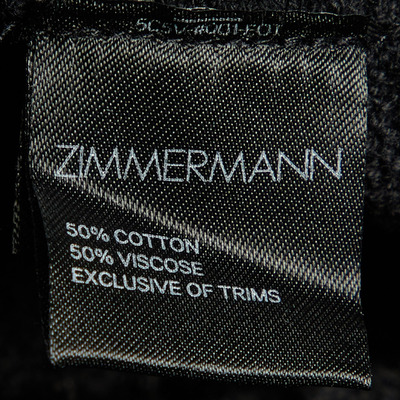 ZIMMERMANN
50% COTTON
50% VISCOSE
EXCLUSIVE OF TRIMS